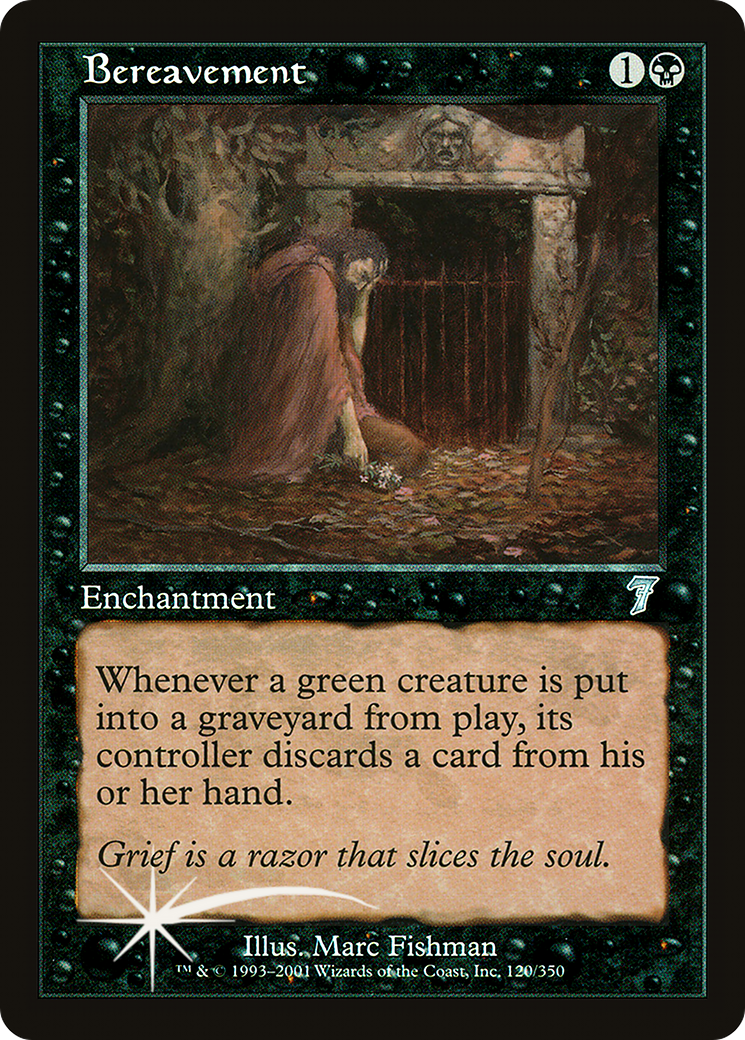 Bereavement 1
Enchantment 7
Whenever a green creature is put
into a graveyard from play, its
controller discards a card from his
or her hand.
Grief is a razor that slices the soul.
Illus. Marc Fishman
™ & © 1993–2001 Wizards of the Coast, Inc. 120/350